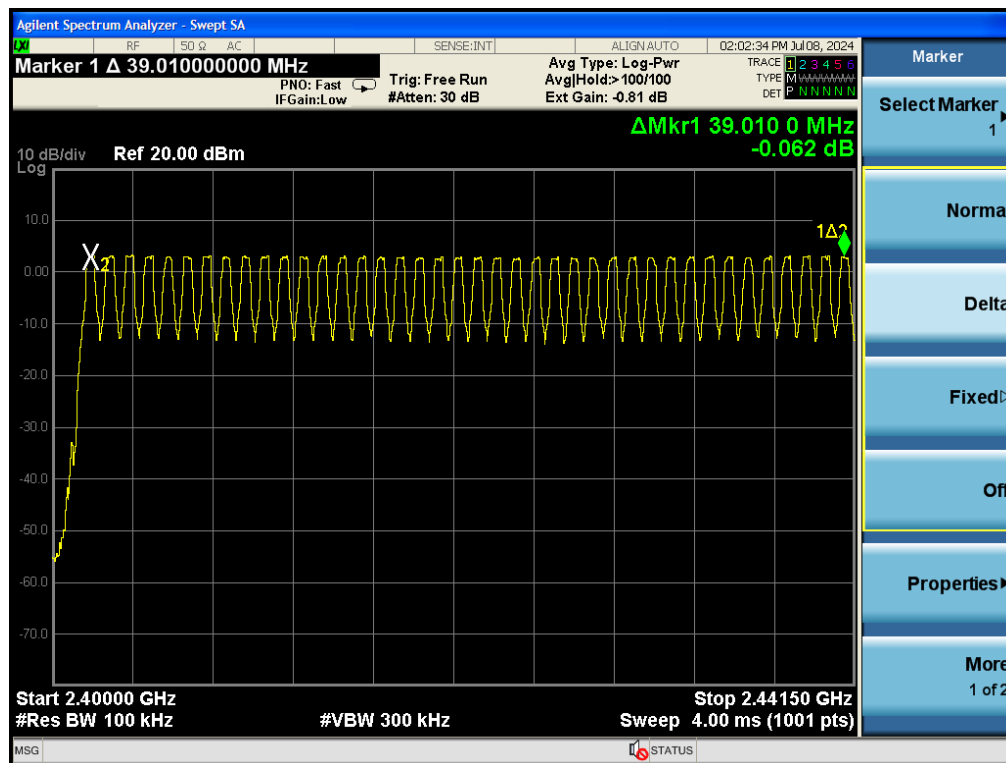 Agilent Spectrum Analyzer - Swept SA
LXI RF 50 Ω AC SENSE:INT ALIGN AUTO 02:02:34 PM Jul 08, 2024
Marker 1 Δ 39.010000000 MHz
PNO: Fast
IFGain:Low
Trig: Free Run
#Atten: 30 dB
Avg Type: Log-Pwr
Avg|Hold:>100/100
Ext Gain: -0.81 dB
TRACE 1 2 3 4 5 6
TYPE M W W W W W
DET P N N N N N
ΔMkr1 39.010 0 MHz
-0.062 dB
10 dB/div Ref 20.00 dBm
Log
10.0
0.00
-10.0
-20.0
-30.0
-40.0
-50.0
-60.0
-70.0
2
1Δ2
Start 2.40000 GHz Stop 2.44150 GHz
#Res BW 100 kHz #VBW 300 kHz Sweep 4.00 ms (1001 pts)
MSG STATUS
Marker
Select Marker
1
Norma
Delta
Fixed
Off
Properties
More
1 of 2